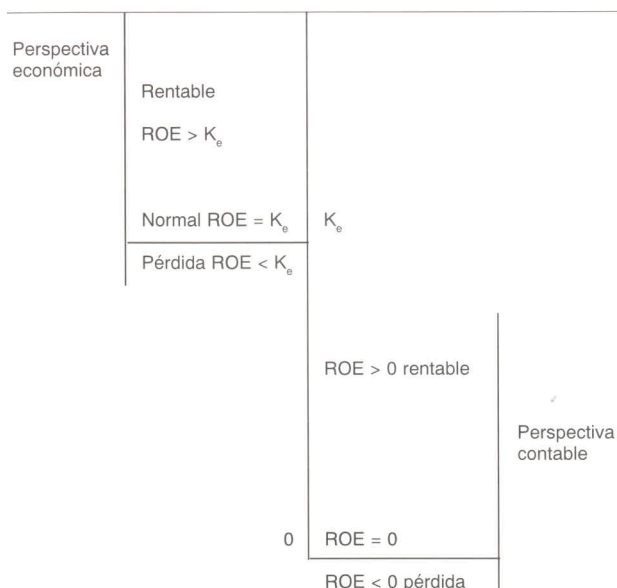 Perspectiva
económica
Rentable
ROE > Kₑ
Normal ROE = Kₑ
Kₑ
Pérdida ROE < Kₑ
ROE > 0 rentable
Perspectiva
contable
0
ROE = 0
ROE < 0 pérdida